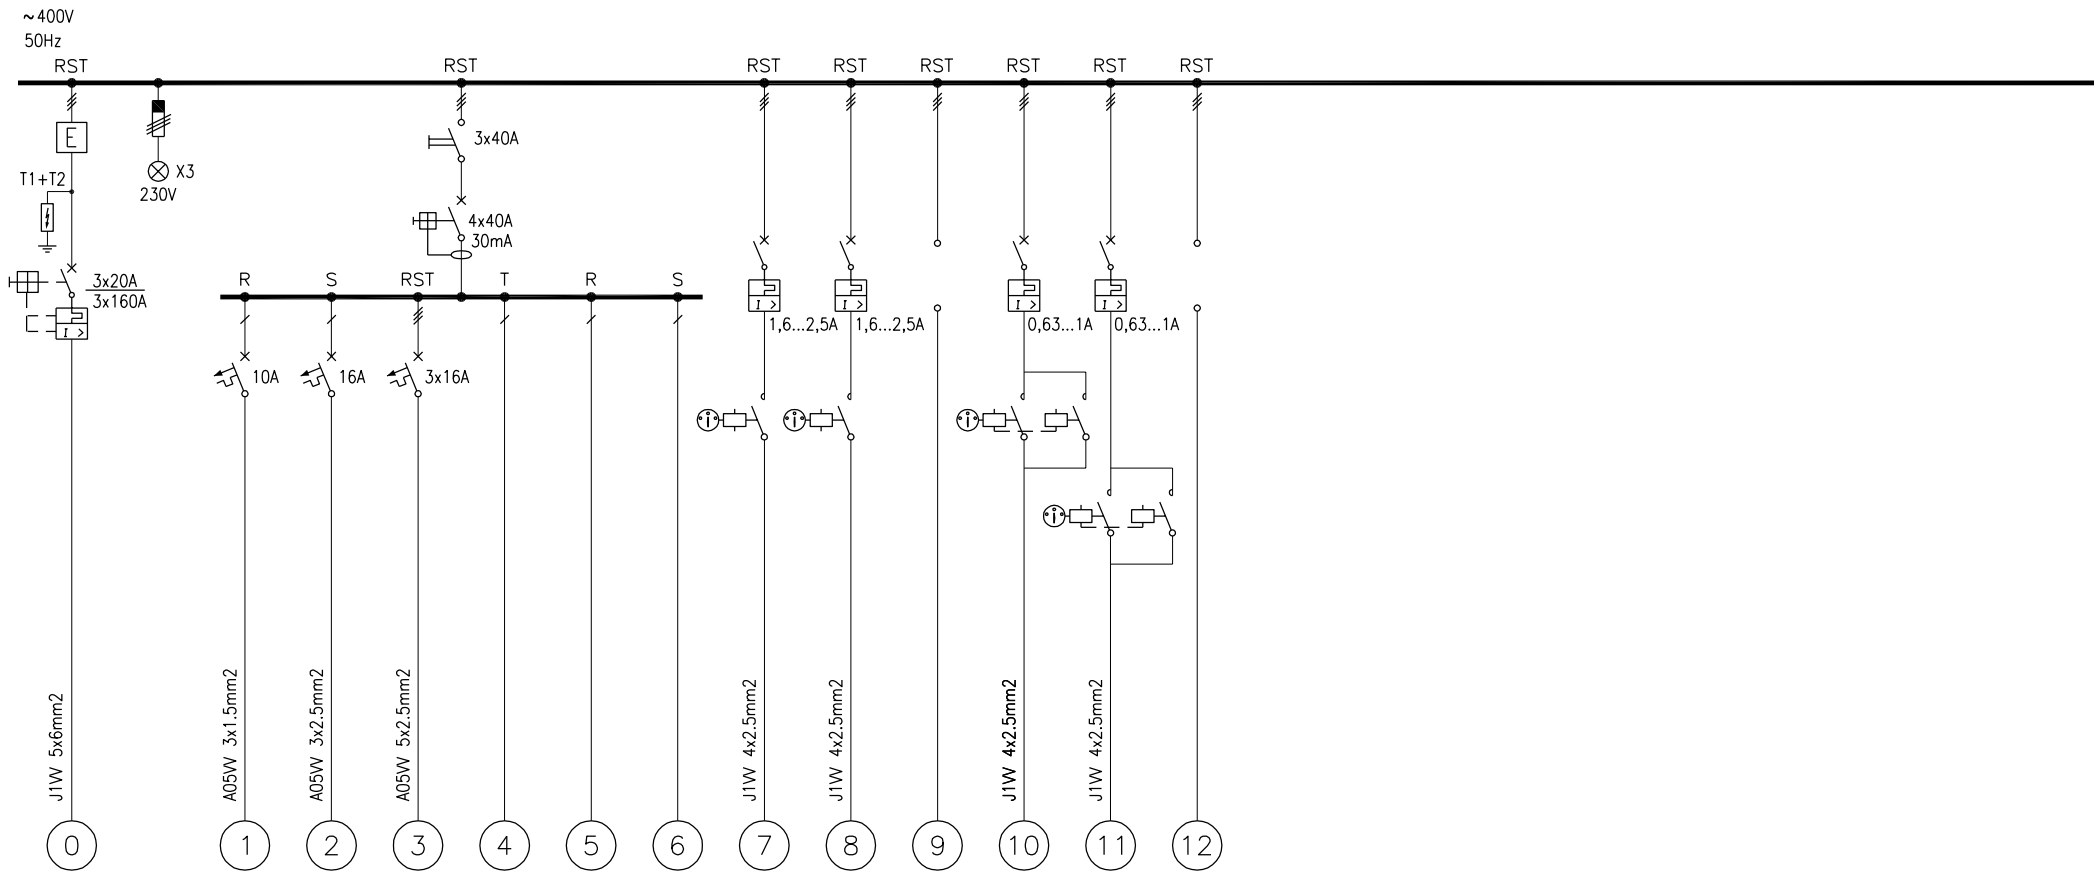 ~400V
50Hz
RST
RST
RST
RST
RST
RST
RST
RST
E
3x40A
T1+T2
X3
230V
4x40A
30mA
3x20A
3x160A
R
S
RST
T
R
S
I >
I >
I >
I >
I >
1,6...2,5A
1,6...2,5A
0,63...1A
0,63...1A
10A
16A
3x16A
i
i
i
i
J1W 5x6mm2
A05W 3x1.5mm2
A05W 3x2.5mm2
A05W 5x2.5mm2
J1W 4x2.5mm2
J1W 4x2.5mm2
J1W 4x2.5mm2
J1W 4x2.5mm2
0
1
2
3
4
5
6
7
8
9
10
11
12